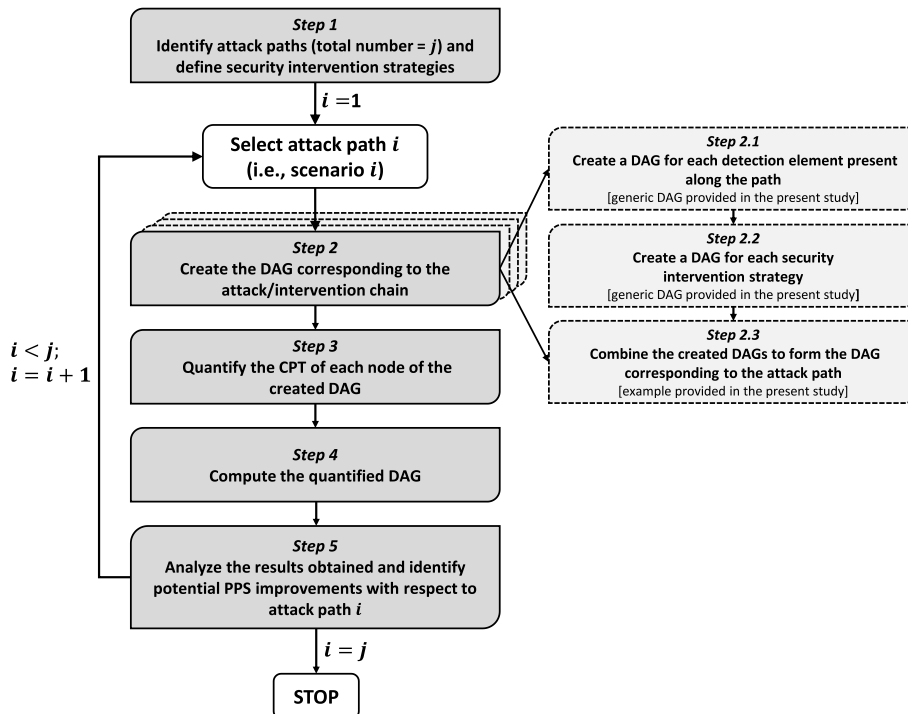 Step 1
Identify attack paths (total number = j) and
define security intervention strategies
i =1
Select attack path i
(i.e., scenario i)
Step 2
Create the DAG corresponding to the
attack/intervention chain
Step 2.1
Create a DAG for each detection element present
along the path
[generic DAG provided in the present study]
Step 2.2
Create a DAG for each security
intervention strategy
[generic DAG provided in the present study]
Step 2.3
Combine the created DAGs to form the DAG
corresponding to the attack path
[example provided in the present study]
i < j;
i = i + 1
Step 3
Quantify the CPT of each node of the
created DAG
Step 4
Compute the quantified DAG
Step 5
Analyze the results obtained and identify
potential PPS improvements with respect to
attack path i
i = j
STOP